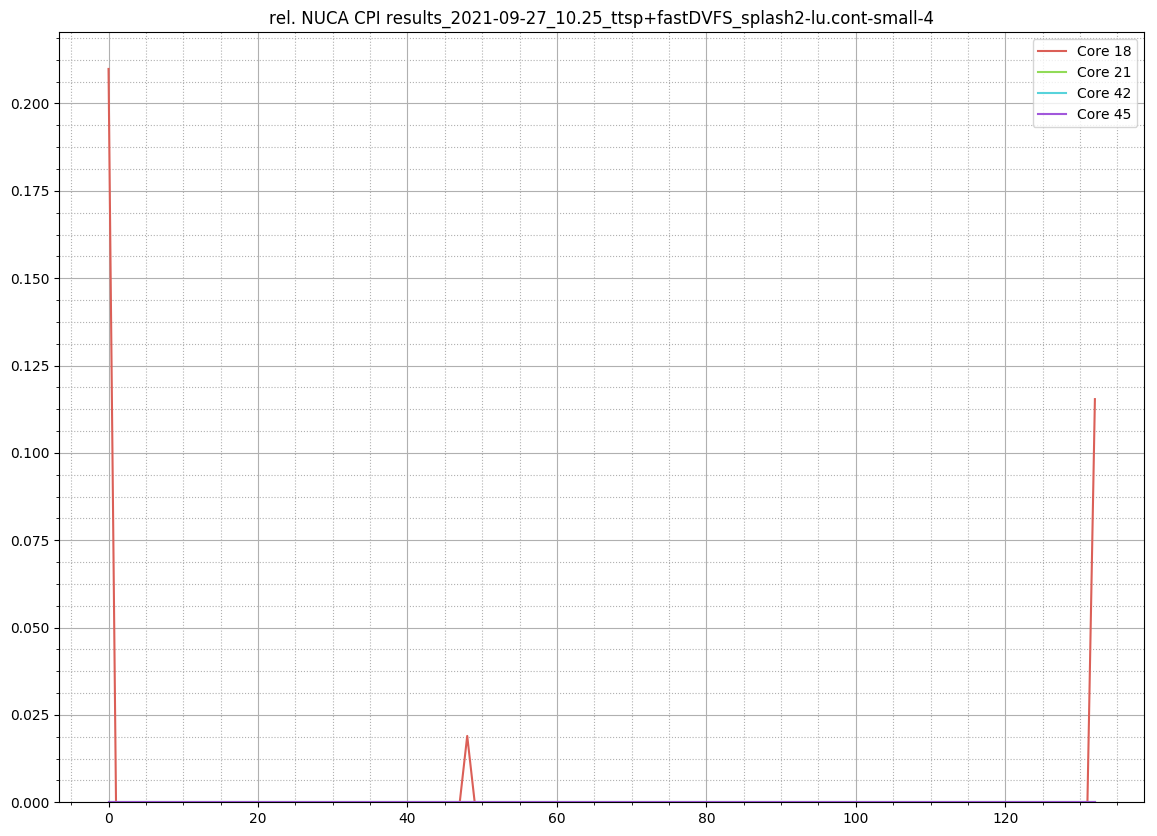 rel. NUCA CPI results_2021-09-27_10.25_ttsp+fastDVFS_splash2-lu.cont-small-4
Core 18
Core 21
Core 42
Core 45
0.200
0.175
0.150
0.125
0.100
0.075
0.050
0.025
0.000
0 20 40 60 80 100 120